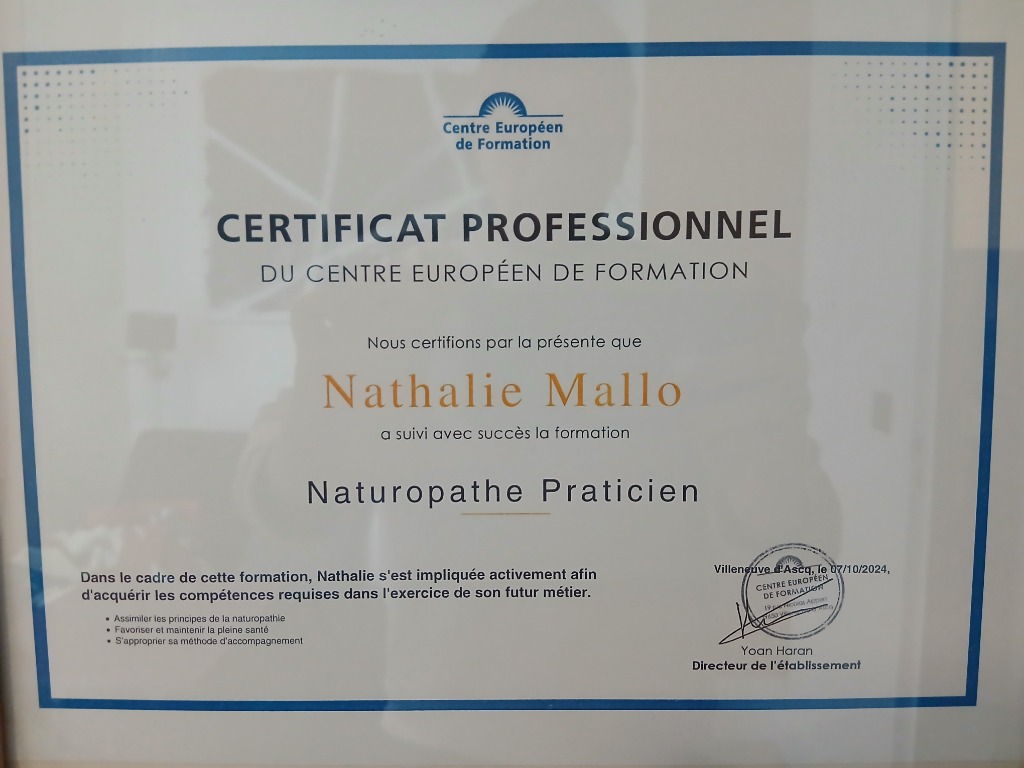 Centre Européen
de Formation
CERTIFICAT PROFESSIONNEL
DU CENTRE EUROPÉEN DE FORMATION
Nous certifions par la présente que
Nathalie Mallo
a suivi avec succès la formation
Naturopathe Praticien
Dans le cadre de cette formation, Nathalie s'est impliquée activement afin
d'acquérir les compétences requises dans l'exercice de son futur métier.
• Assimiler les principes de la naturopathie
• Favoriser et maintenir la pleine santé
• S'approprier sa méthode d'accompagnement
Villeneuve d'Ascq, le 07/10/2024,
CENTRE EUROPÉEN
DE FORMATION
Yoan Haran
Directeur de l'établissement